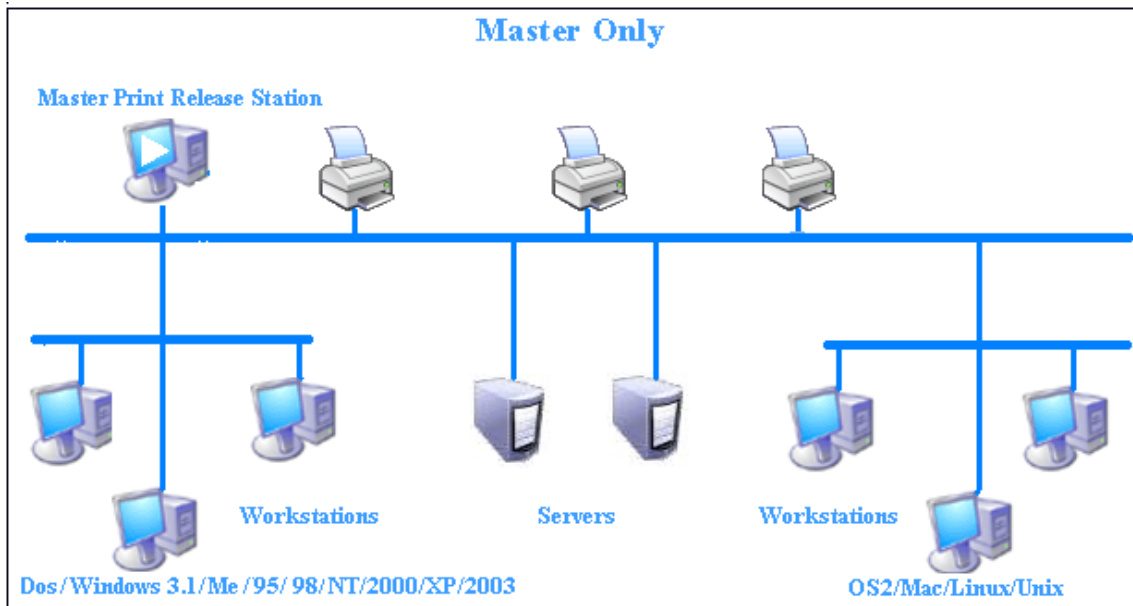 Master Only
Master Print Release Station
Workstations
Servers
Workstations
Dos/Windows 3.1/Me /95/ 98/NT/2000/XP/2003
OS2/Mac/Linux/Unix